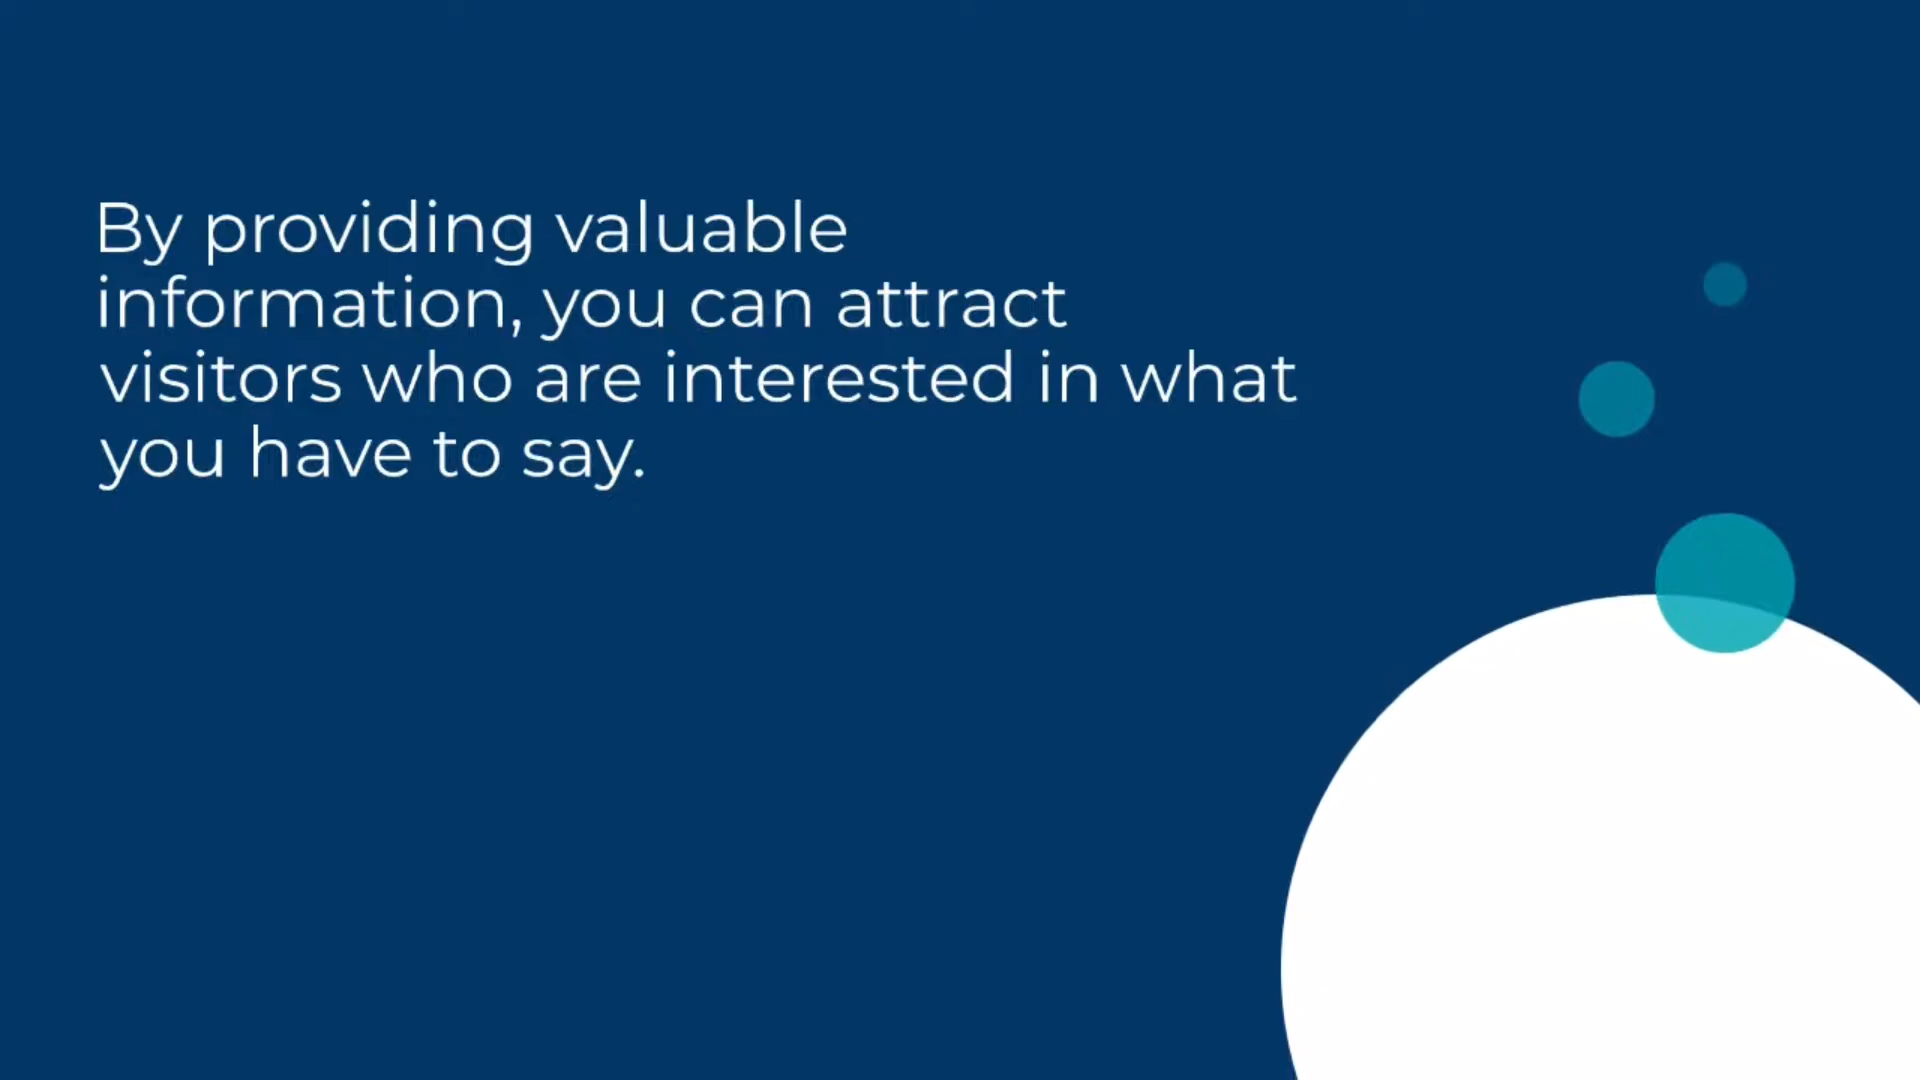 By providing valuable
information, you can attract
visitors who are interested in what
you have to say.